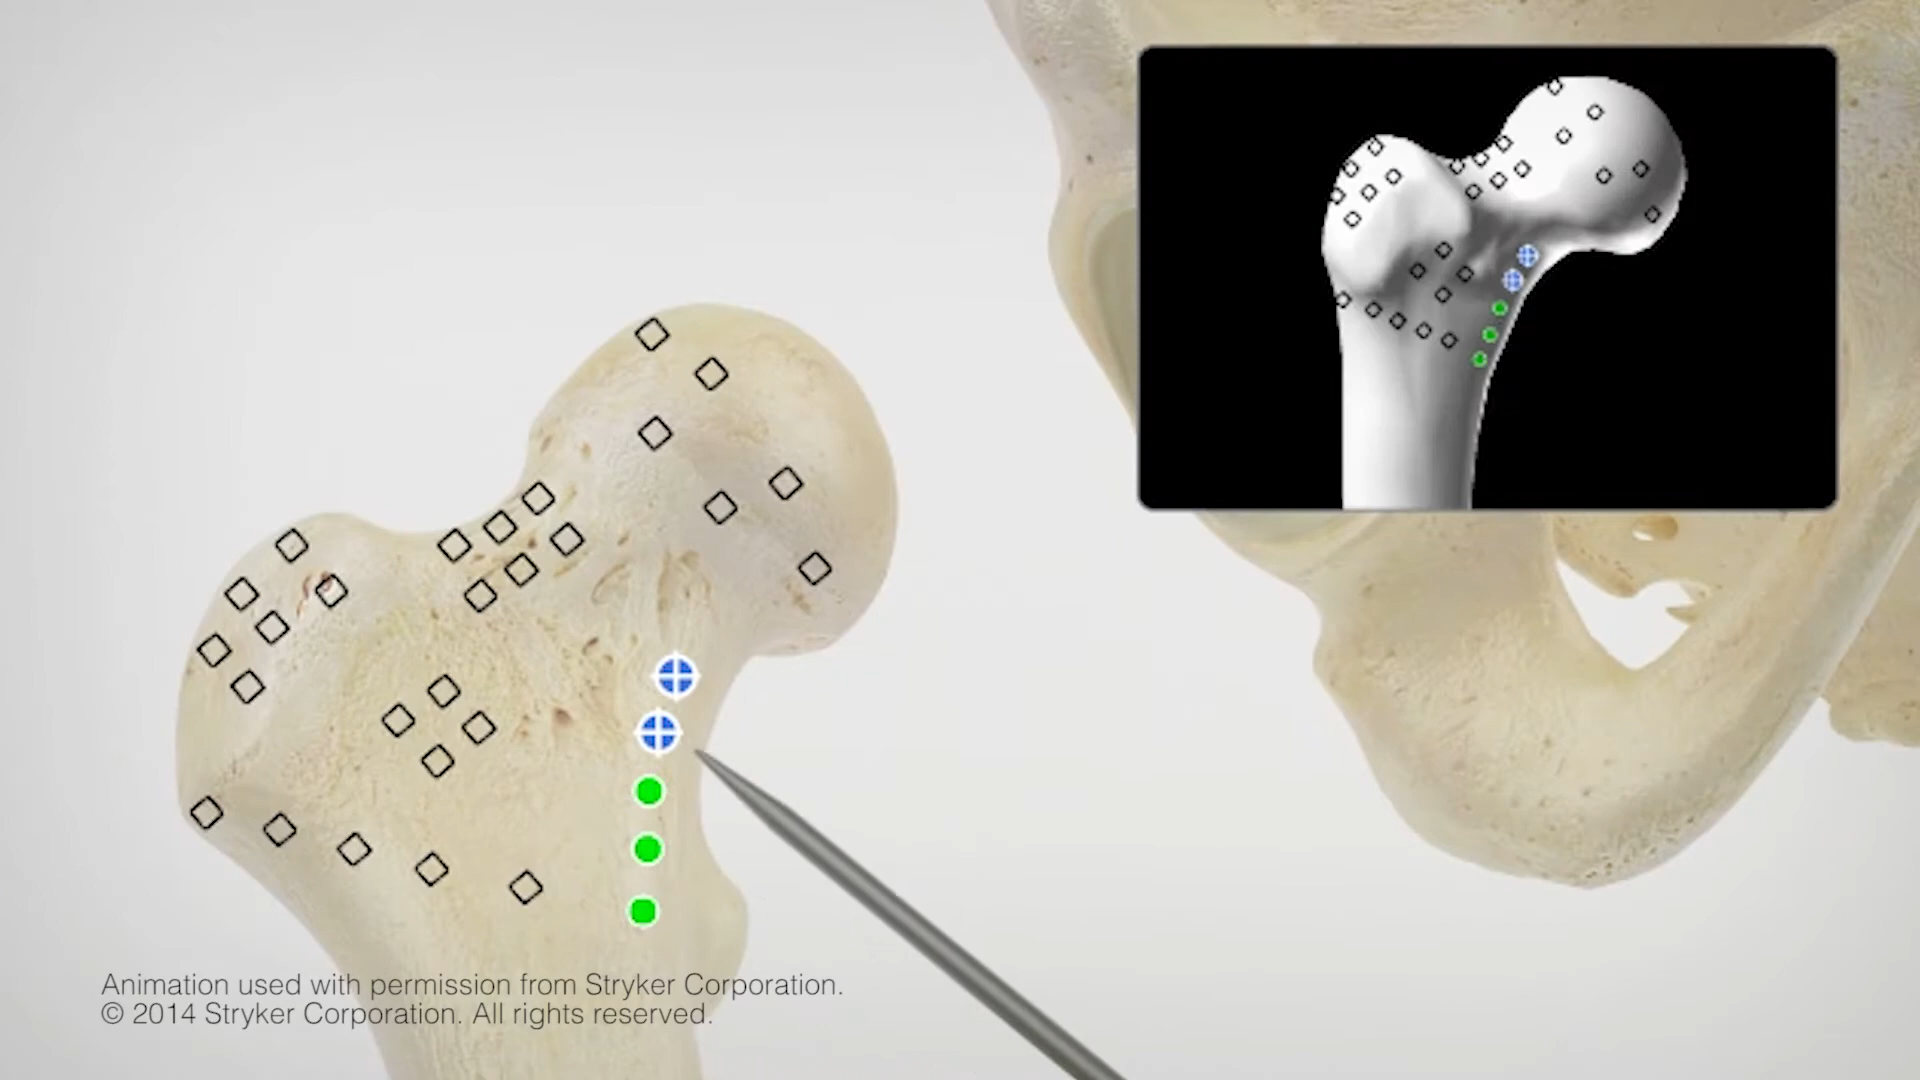 Animation used with permission from Stryker Corporation.
© 2014 Stryker Corporation. All rights reserved.